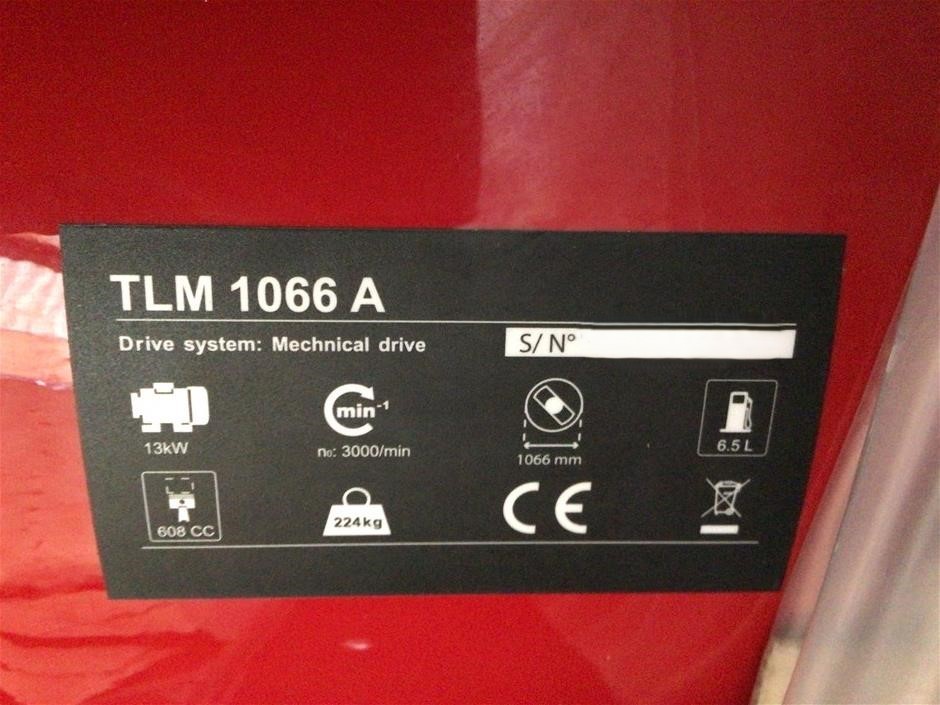 TLM 1066 A
Drive system: Mechnical drive
S/ N°
min⁻¹
13kW
n₀: 3000/min
1066 mm
6.5 L
608 CC
224kg
CE